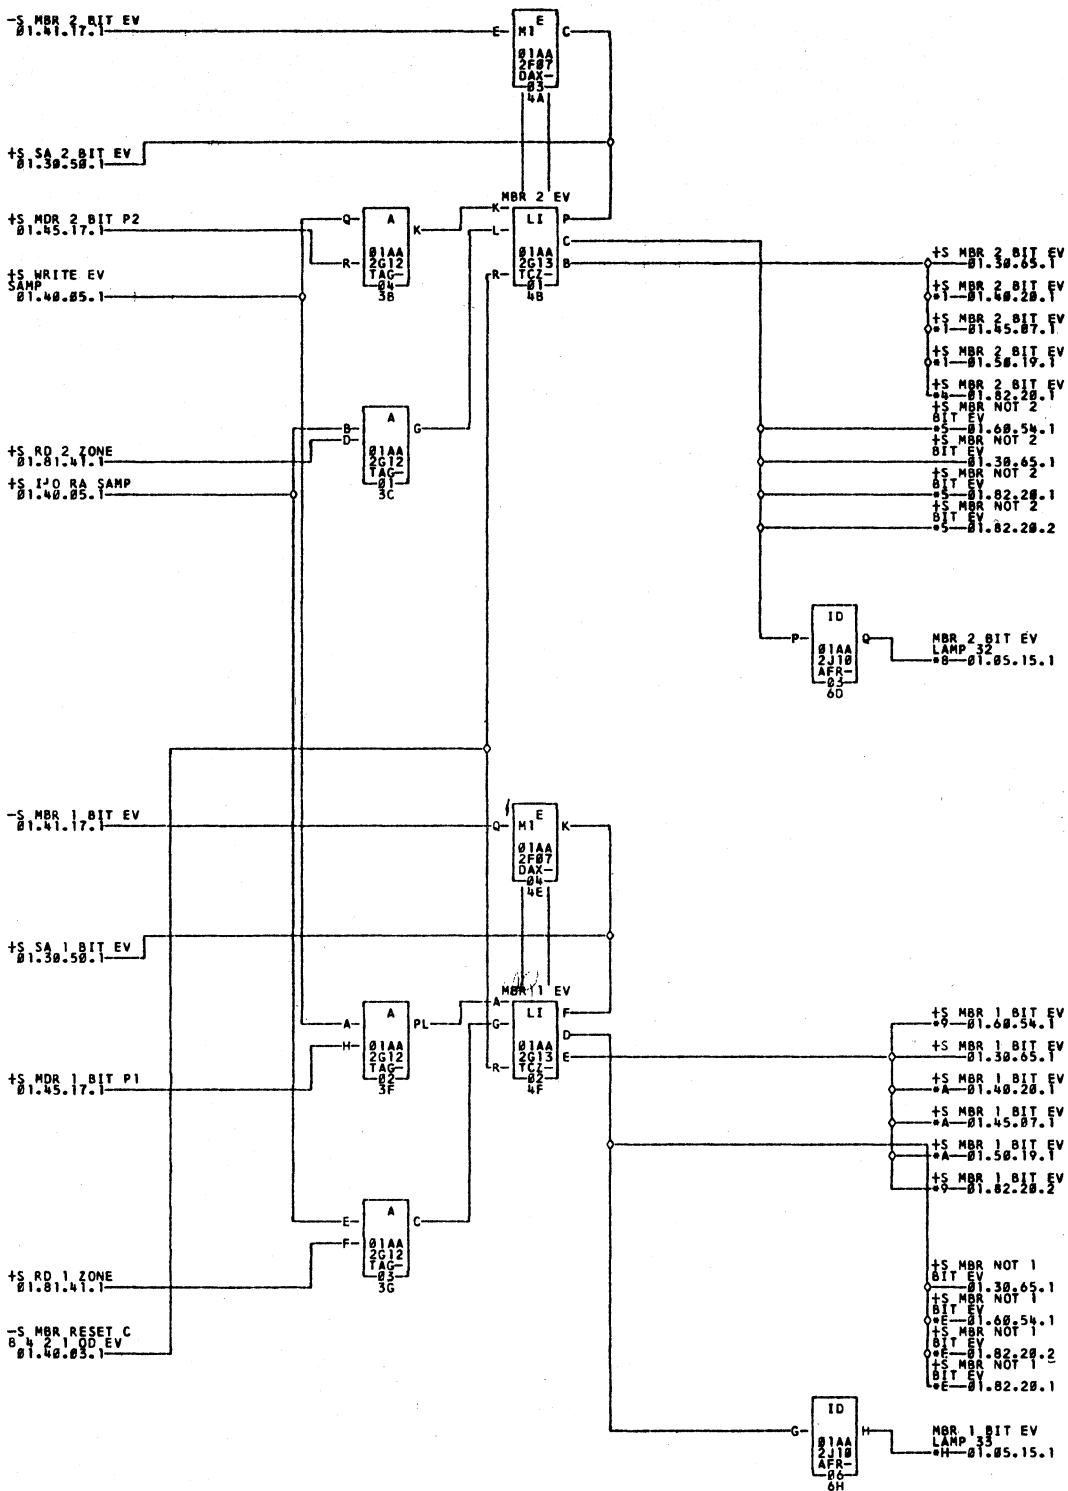 -S MBR 2 BIT EV
01.41.17.1
E
E
M1
C
01AA
2F07
DAX-
03
4A
+S SA 2 BIT EV
01.30.50.1
MBR 2 EV
+S MDR 2 BIT P2
01.45.17.1
Q
A
K
R
01AA
2G12
TAG-
04
3B
K
LI
P
L
C
B
R
01AA
2G13
TCZ-
01
4B
+S WRITE EV
SAMP
01.40.05.1
+S MBR 2 BIT EV
01.30.65.1
+S MBR 2 BIT EV
*1-01.40.20.1
+S MBR 2 BIT EV
*1-01.45.07.1
+S MBR 2 BIT EV
*1-01.50.19.1
+S MBR 2 BIT EV
*4-01.82.20.1
+S MBR NOT 2
BIT EV
*5-01.60.54.1
+S MBR NOT 2
BIT EV
01.30.65.1
+S MBR NOT 2
BIT EV
*5-01.82.20.1
+S MBR NOT 2
BIT EV
*5-01.82.20.2
B
D
A
G
01AA
2G12
TAG-
01
3C
+S RD 2 ZONE
01.81.41.1
+S I/O RA SAMP
01.40.05.1
P
ID
Q
01AA
2J10
AFR-
03
6D
MBR 2 BIT EV
LAMP 32
*8-01.05.15.1
-S MBR 1 BIT EV
01.41.17.1
Q
E
M1
K
01AA
2F07
DAX-
04
4E
+S SA 1 BIT EV
01.30.50.1
MBR 1 EV
A
H
A
PL
01AA
2G12
TAG-
02
3F
+S MDR 1 BIT P1
01.45.17.1
A
G
R
LI
F
D
E
01AA
2G13
TCZ-
02
4F
+S MBR 1 BIT EV
*9-01.60.54.1
+S MBR 1 BIT EV
01.30.65.1
+S MBR 1 BIT EV
*A-01.40.20.1
+S MBR 1 BIT EV
*A-01.45.07.1
+S MBR 1 BIT EV
*A-01.50.19.1
+S MBR 1 BIT EV
*9-01.82.20.2
E
F
A
C
01AA
2G12
TAG-
03
3G
+S RD 1 ZONE
01.81.41.1
-S MBR RESET C
8 4 2 1 OD EV
01.40.03.1
+S MBR NOT 1
BIT EV
01.30.65.1
+S MBR NOT 1
BIT EV
*E-01.60.54.1
+S MBR NOT 1
BIT EV
*E-01.82.20.2
+S MBR NOT 1
BIT EV
*E-01.82.20.1
G
ID
H
01AA
2J10
AFR-
06
6H
MBR 1 BIT EV
LAMP 33
*H-01.05.15.1